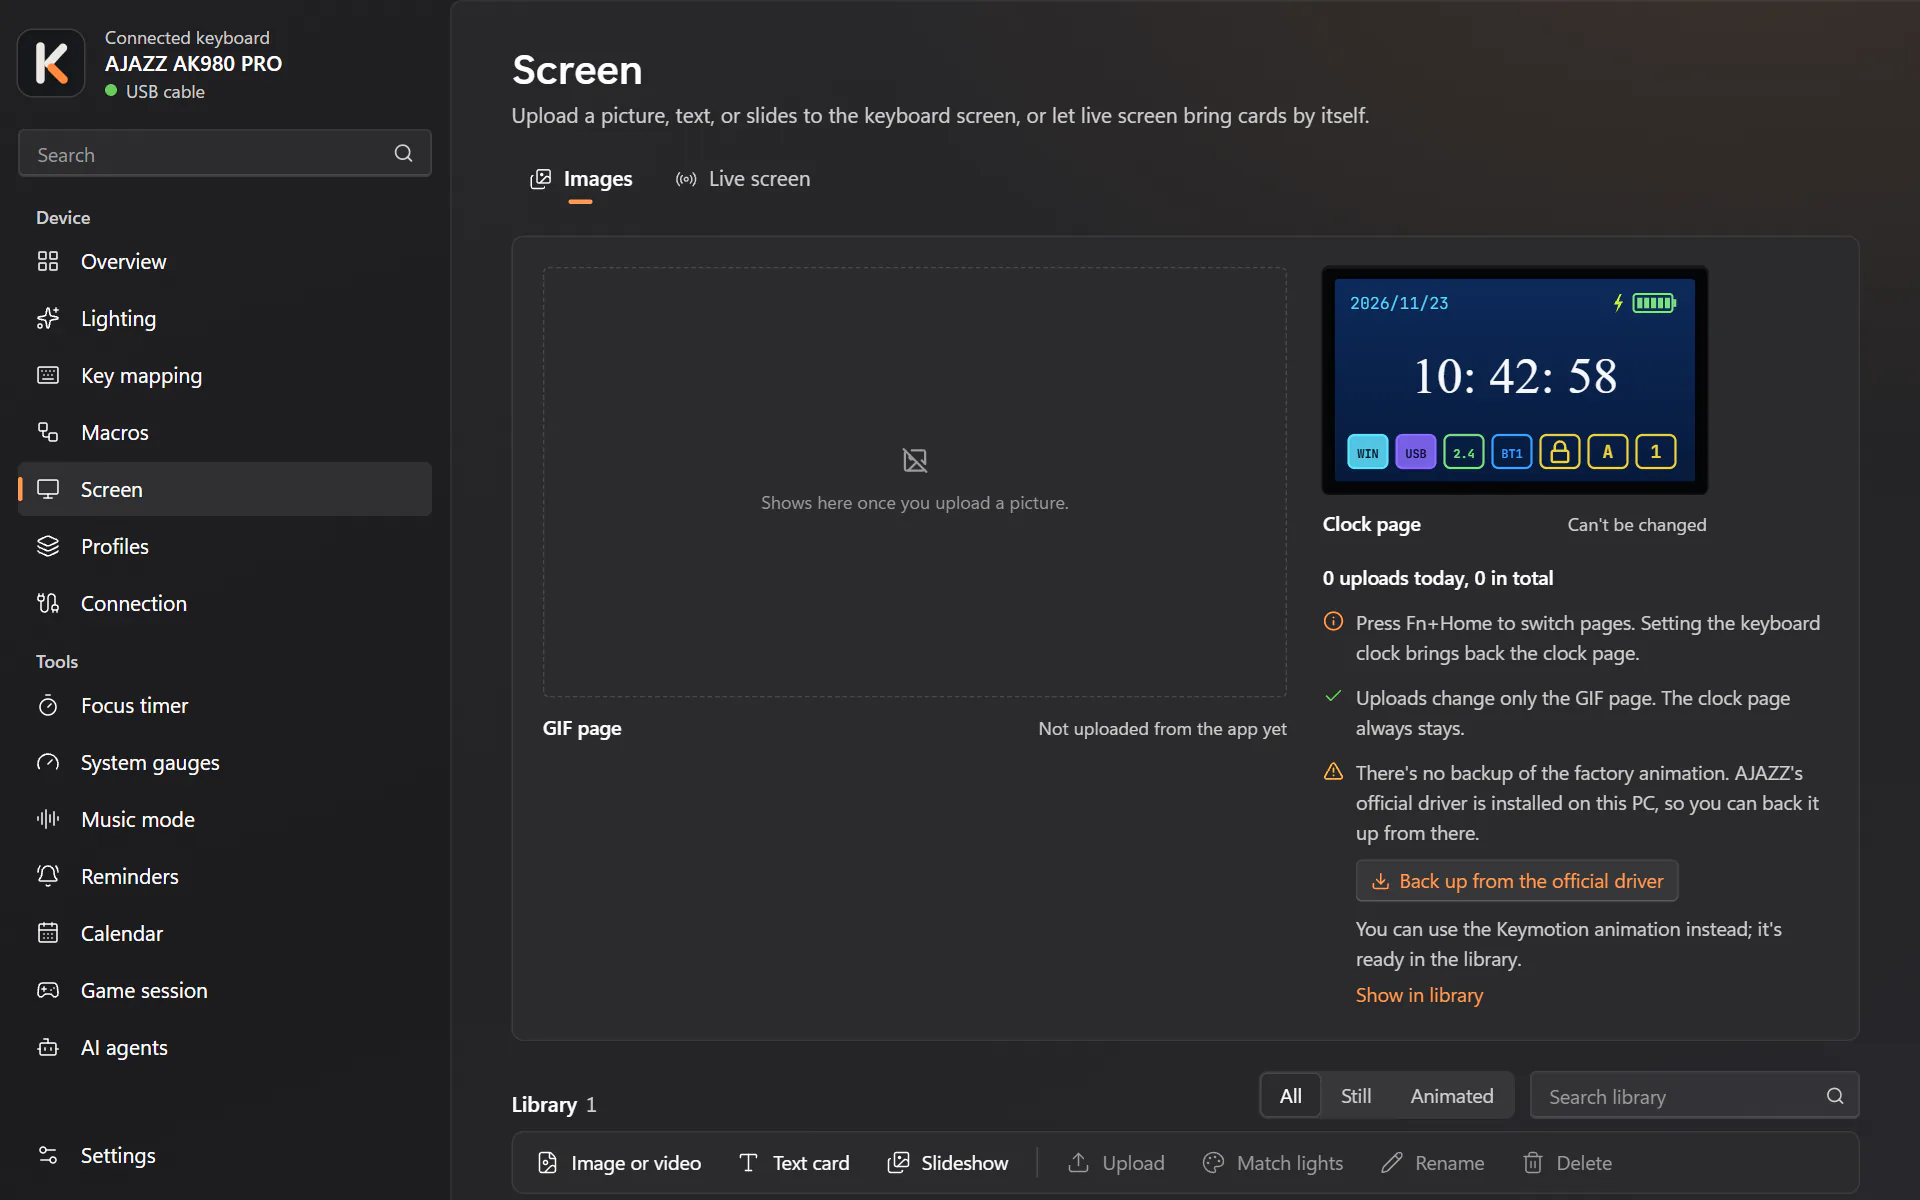 Connected keyboard
AJAZZ AK980 PRO
USB cable
Search
Device
Overview
Lighting
Key mapping
Macros
Screen
Profiles
Connection
Tools
Focus timer
System gauges
Music mode
Reminders
Calendar
Game session
AI agents
Settings
Screen
Upload a picture, text, or slides to the keyboard screen, or let live screen bring cards by itself.
Images
Live screen
Shows here once you upload a picture.
GIF page
Not uploaded from the app yet
2026/11/23
10: 42: 58
WIN USB 2.4 BT1 A 1
Clock page
Can't be changed
0 uploads today, 0 in total
Press Fn+Home to switch pages. Setting the keyboard
clock brings back the clock page.
Uploads change only the GIF page. The clock page
always stays.
There's no backup of the factory animation. AJAZZ's
official driver is installed on this PC, so you can back it
up from there.
Back up from the official driver
You can use the Keymotion animation instead; it's
ready in the library.
Show in library
Library 1
All Still Animated
Search library
Image or video
Text card
Slideshow
Upload
Match lights
Rename
Delete